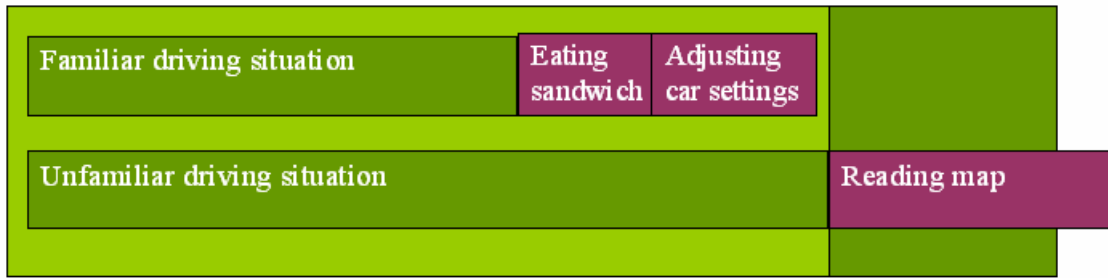 Familiar driving situation
Eating
sandwich
Adjusting
car settings
Unfamiliar driving situation
Reading map